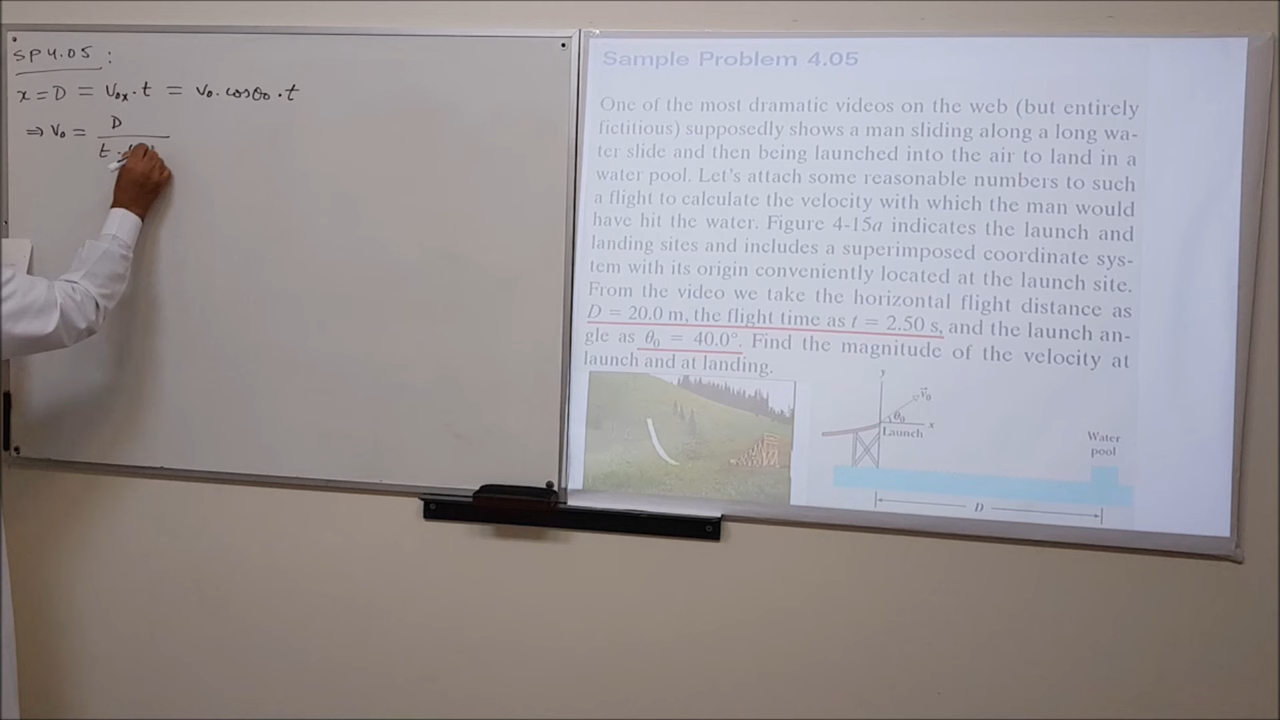 SP4.05 :
x = D = V₀ₓ · t = V₀ · cosθ₀ · t
⇒ V₀ = D / t ·
Sample Problem 4.05
One of the most dramatic videos on the web (but entirely
fictitious) supposedly shows a man sliding along a long wa-
ter slide and then being launched into the air to land in a
water pool. Let's attach some reasonable numbers to such
a flight to calculate the velocity with which the man would
have hit the water. Figure 4-15a indicates the launch and
landing sites and includes a superimposed coordinate sys-
tem with its origin conveniently located at the launch site.
From the video we take the horizontal flight distance as
D = 20.0 m, the flight time as t = 2.50 s, and the launch an-
gle as θ₀ = 40.0°. Find the magnitude of the velocity at
launch and at landing.
y
v⃗₀
θ₀
x
Launch
Water
pool
D